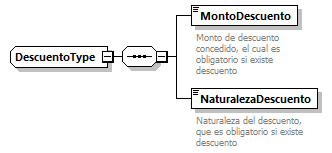 MontoDescuento
Monto de descuento
concedido, el cual es
obligatorio si existe
descuento
DescuentoType
NaturalezaDescuento
Naturaleza del descuento,
que es obligatorio si existe
descuento